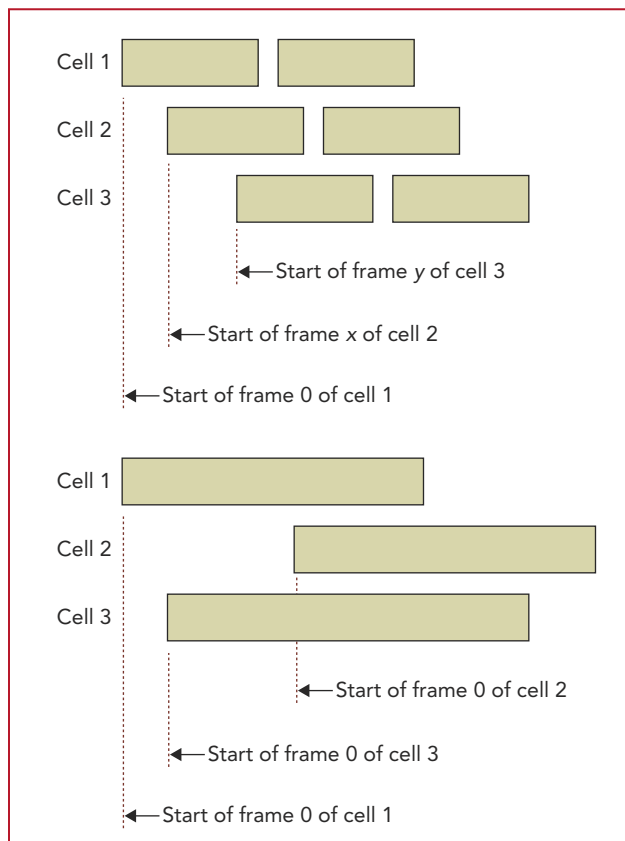 Cell 1
Cell 2
Cell 3
Start of frame y of cell 3
Start of frame x of cell 2
Start of frame 0 of cell 1
Cell 1
Cell 2
Cell 3
Start of frame 0 of cell 2
Start of frame 0 of cell 3
Start of frame 0 of cell 1